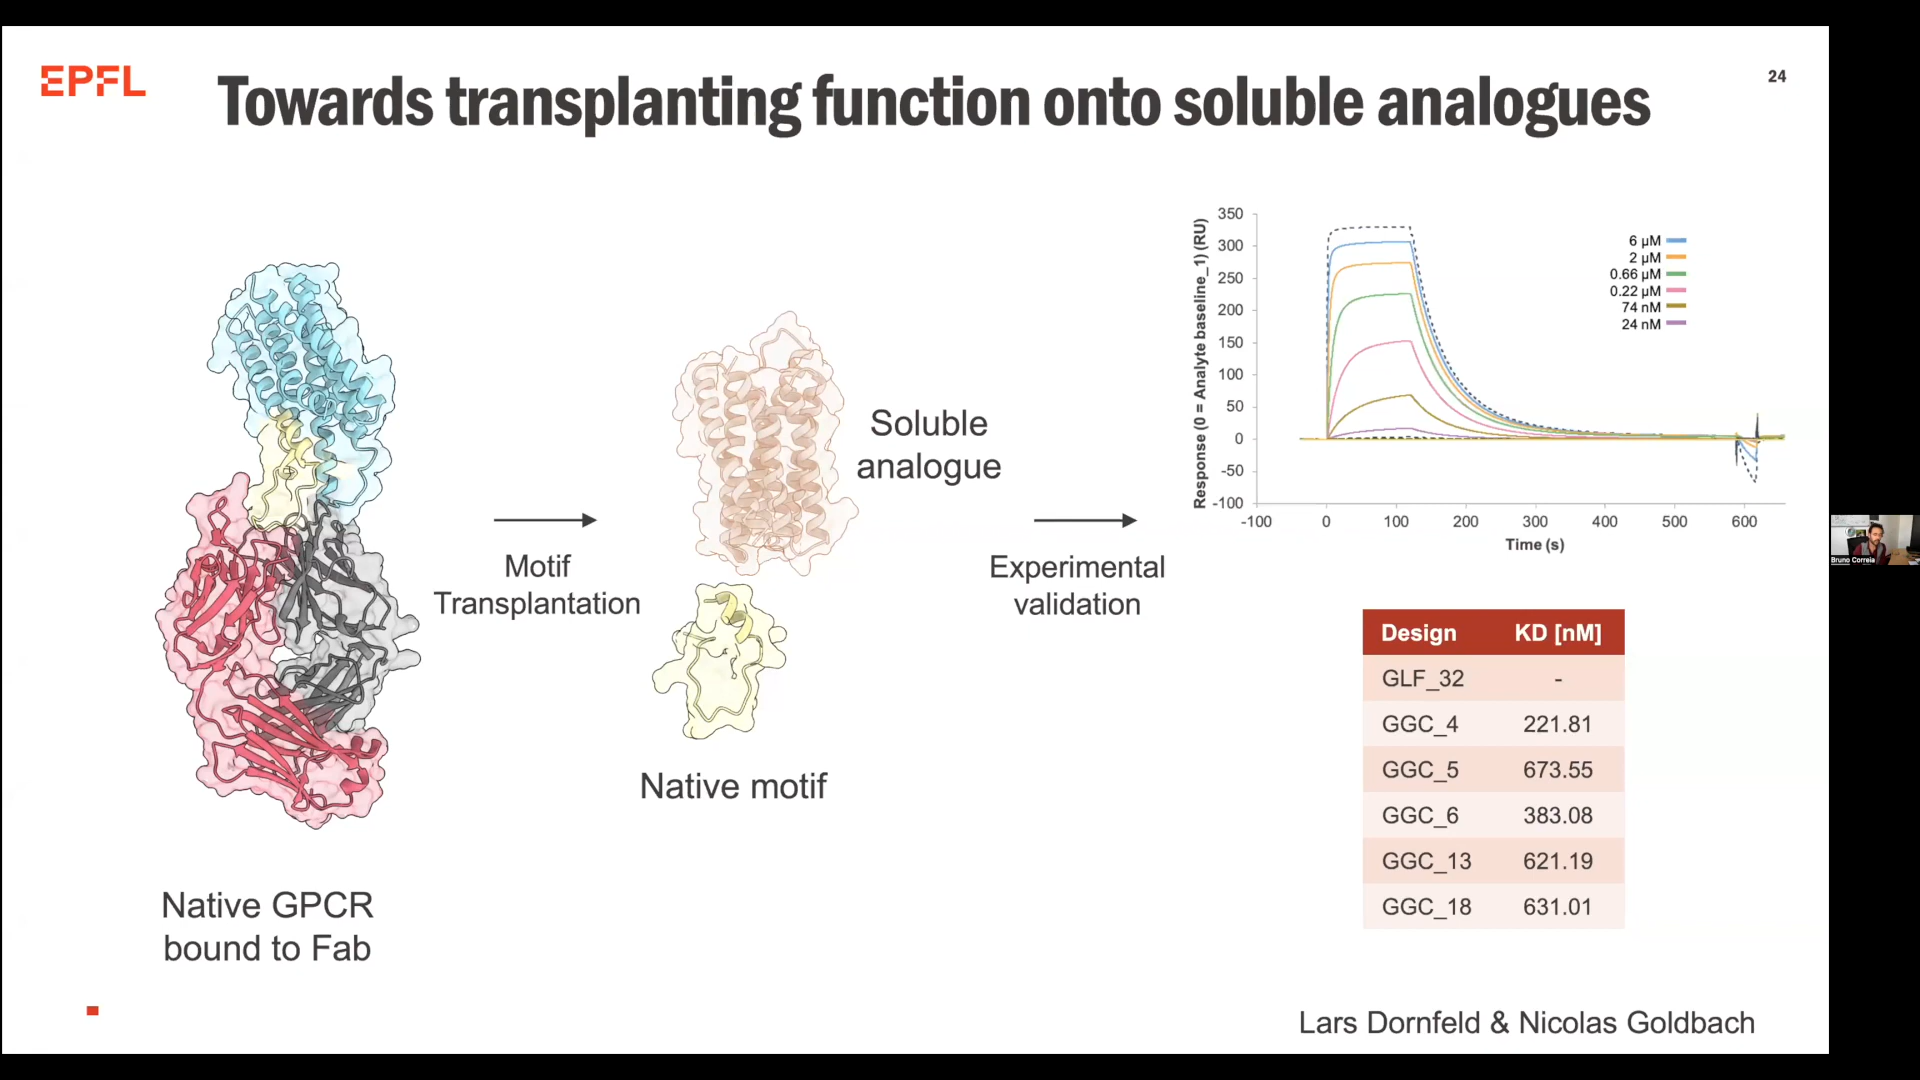 EPFL
Towards transplanting function onto soluble analogues
24
Native GPCR
bound to Fab
Motif
Transplantation
Soluble
analogue
Native motif
Experimental
validation
Response (0 = Analyte baseline_1) (RU)
350
300
250
200
150
100
50
0
-50
-100
-100 0 100 200 300 400 500 600
Time (s)
6 µM
2 µM
0.66 µM
0.22 µM
74 nM
24 nM
Design KD [nM]
GLF_32 -
GGC_4 221.81
GGC_5 673.55
GGC_6 383.08
GGC_13 621.19
GGC_18 631.01
Lars Dornfeld & Nicolas Goldbach
Bruno Correia